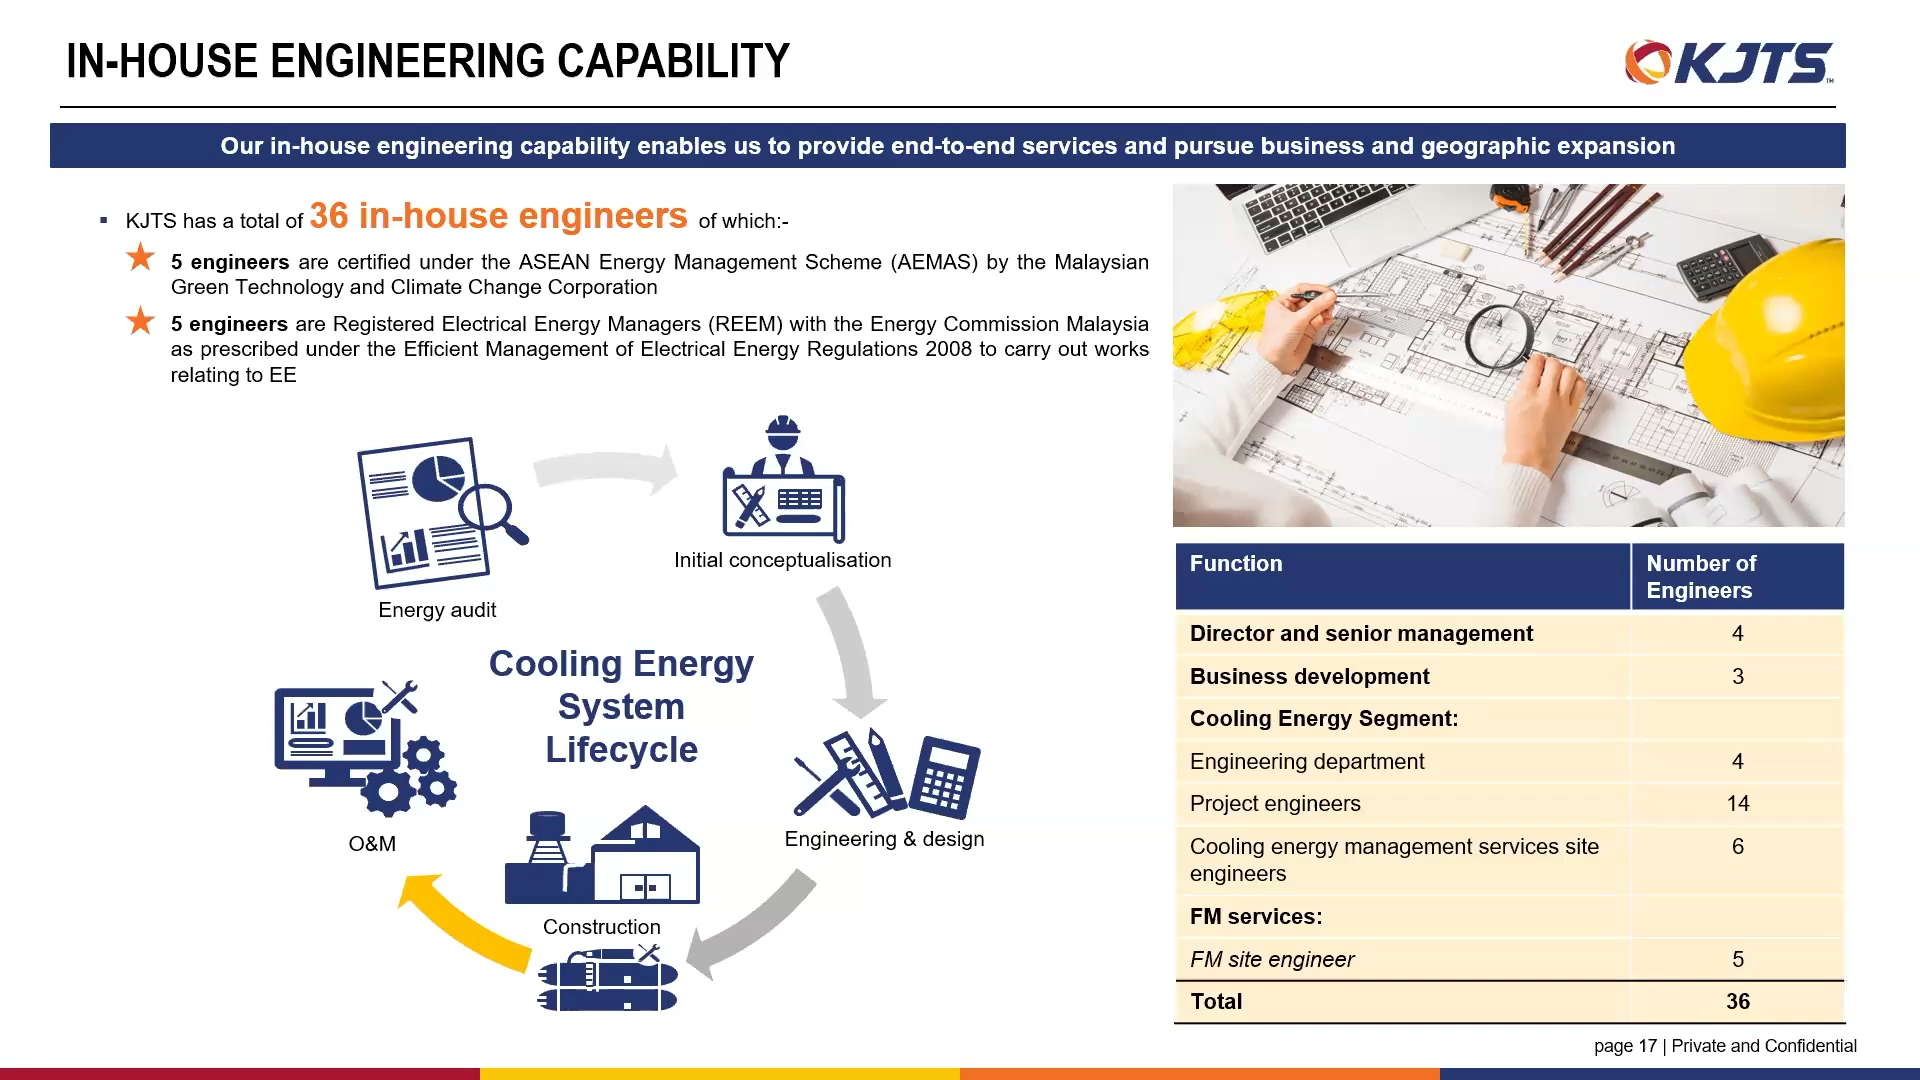 IN-HOUSE ENGINEERING CAPABILITY
KJTS™
Our in-house engineering capability enables us to provide end-to-end services and pursue business and geographic expansion
▪ KJTS has a total of 36 in-house engineers of which:-
5 engineers are certified under the ASEAN Energy Management Scheme (AEMAS) by the Malaysian
Green Technology and Climate Change Corporation
5 engineers are Registered Electrical Energy Managers (REEM) with the Energy Commission Malaysia
as prescribed under the Efficient Management of Electrical Energy Regulations 2008 to carry out works
relating to EE
Energy audit
Initial conceptualisation
Cooling Energy
System
Lifecycle
Engineering & design
O&M
Construction
Function Number of
Engineers
Director and senior management 4
Business development 3
Cooling Energy Segment:
Engineering department 4
Project engineers 14
Cooling energy management services site 6
engineers
FM services:
FM site engineer 5
Total 36
page 17 | Private and Confidential